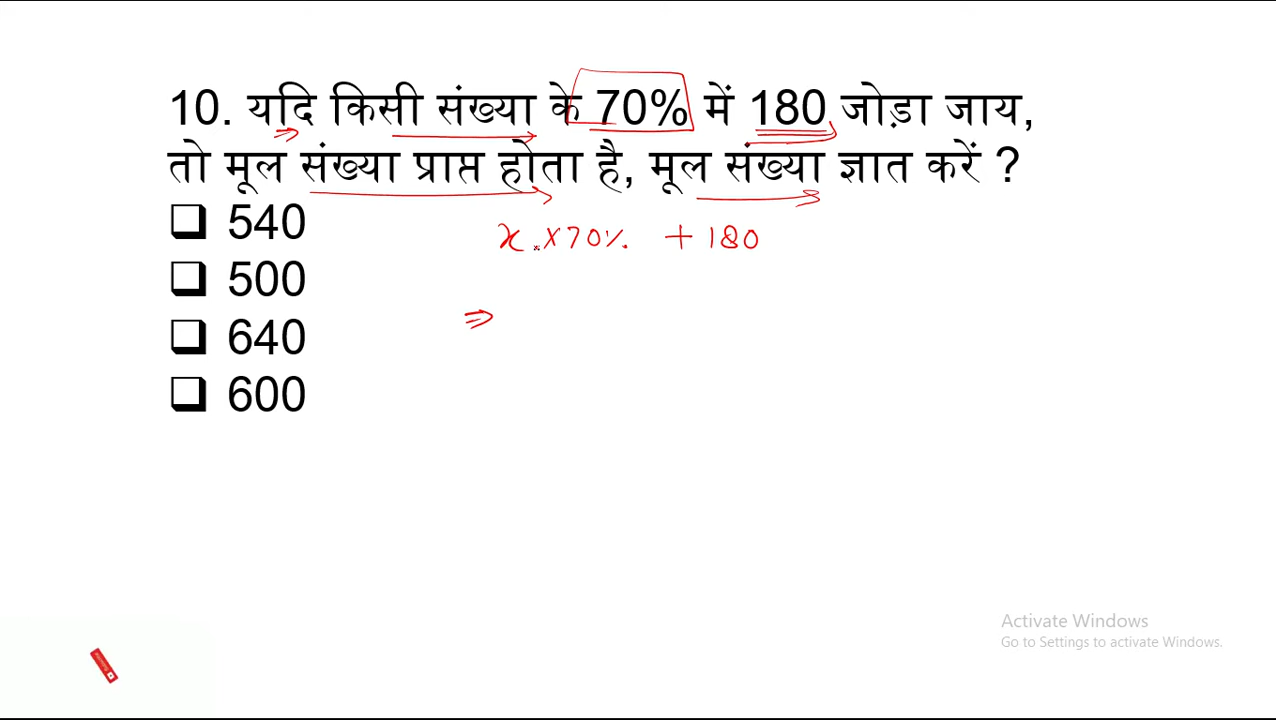 10. यदि किसी संख्या के 70% में 180 जोड़ा जाय,
तो मूल संख्या प्राप्त होता है, मूल संख्या ज्ञात करें ?
❑ 540
❑ 500
❑ 640
❑ 600
x × 70% + 180
⇒
Activate Windows
Go to Settings to activate Windows.